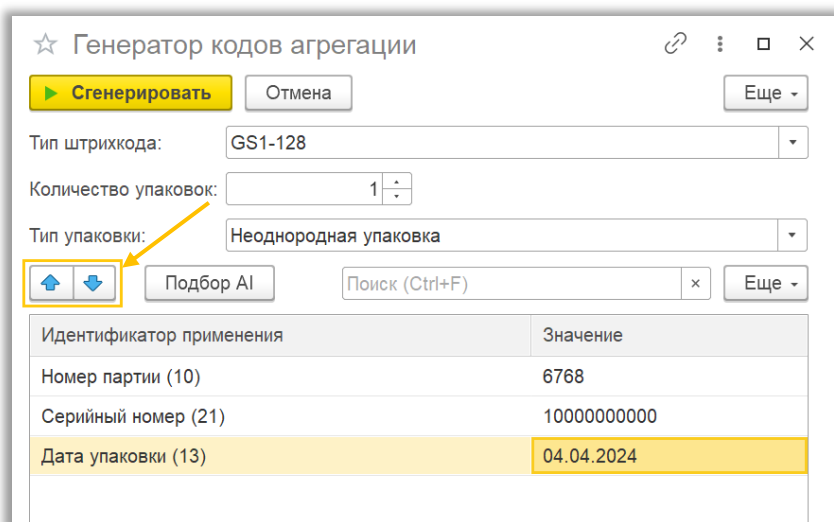 Генератор кодов агрегации
Сгенерировать Отмена Еще
Тип штрихкода: GS1-128
Количество упаковок: 1
Тип упаковки: Неоднородная упаковка
Подбор AI Поиск (Ctrl+F) × Еще
Идентификатор применения Значение
Номер партии (10) 6768
Серийный номер (21) 10000000000
Дата упаковки (13) 04.04.2024